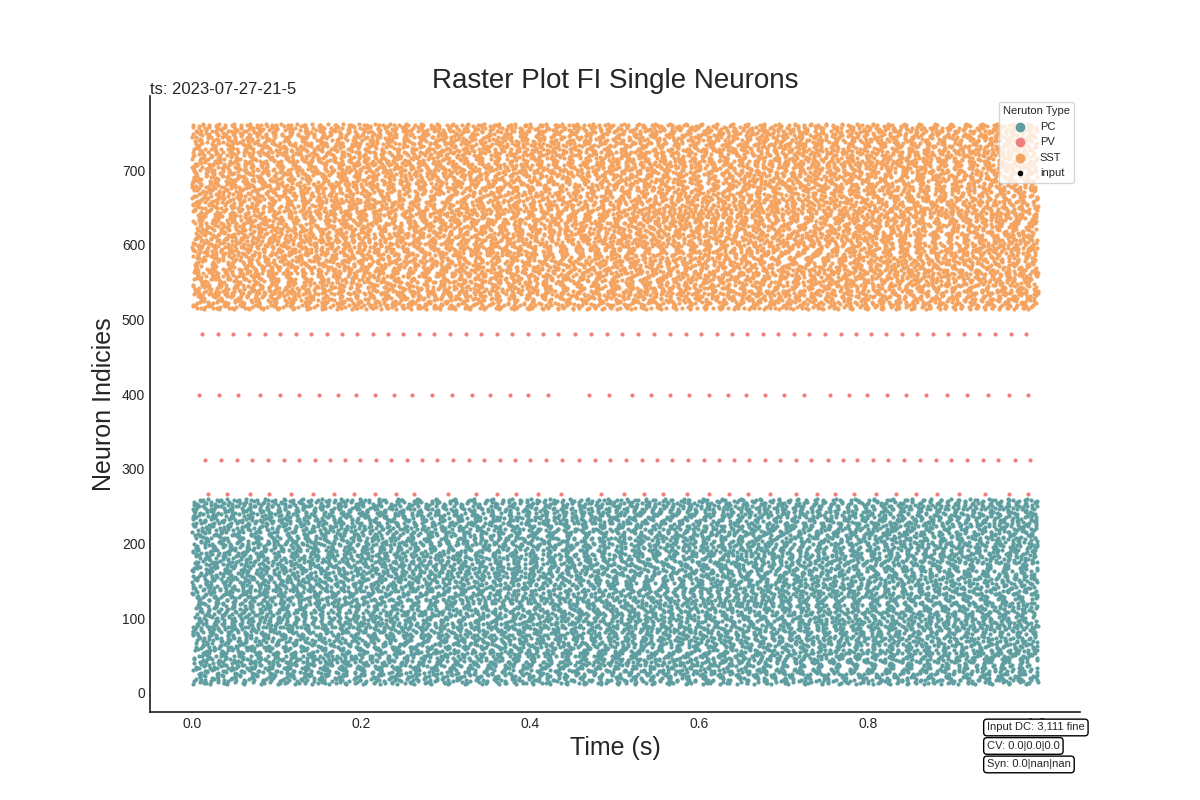 Raster Plot FI Single Neurons
ts: 2023-07-27-21-5
Neruton Type
PC
PV
SST
input
Neuron Indicies
700
600
500
400
300
200
100
0
0.0
0.2
0.4
0.6
0.8
Time (s)
Input DC: 3,111 fine
CV: 0.0|0.0|0.0
Syn: 0.0|nan|nan